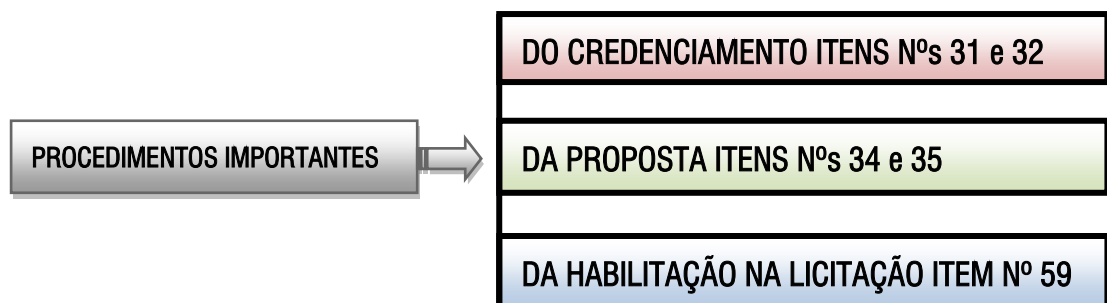 PROCEDIMENTOS IMPORTANTES
DO CREDENCIAMENTO ITENS Nºs 31 e 32
DA PROPOSTA ITENS Nºs 34 e 35
DA HABILITAÇÃO NA LICITAÇÃO ITEM Nº 59